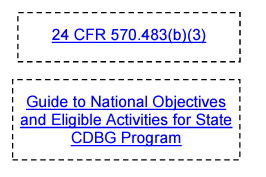 24 CFR 570.483(b)(3)
Guide to National Objectives
and Eligible Activities for State
CDBG Program